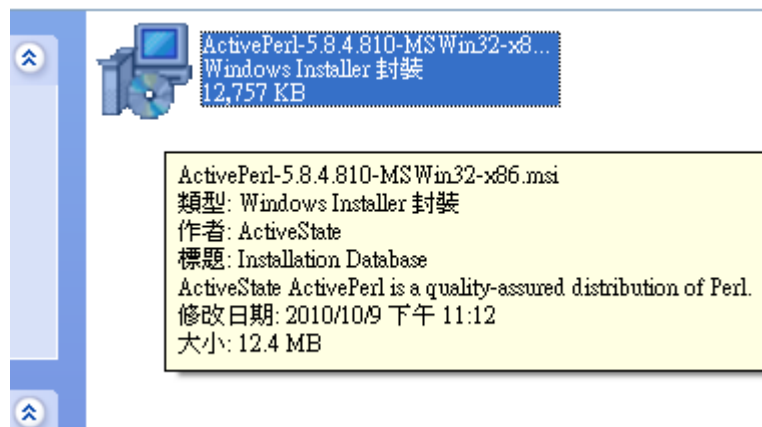 ActivePerl-5.8.4.810-MSWin32-x8...
Windows Installer 封裝
12,757 KB
ActivePerl-5.8.4.810-MSWin32-x86.msi
類型: Windows Installer 封裝
作者: ActiveState
標題: Installation Database
ActiveState ActivePerl is a quality-assured distribution of Perl.
修改日期: 2010/10/9 下午 11:12
大小: 12.4 MB